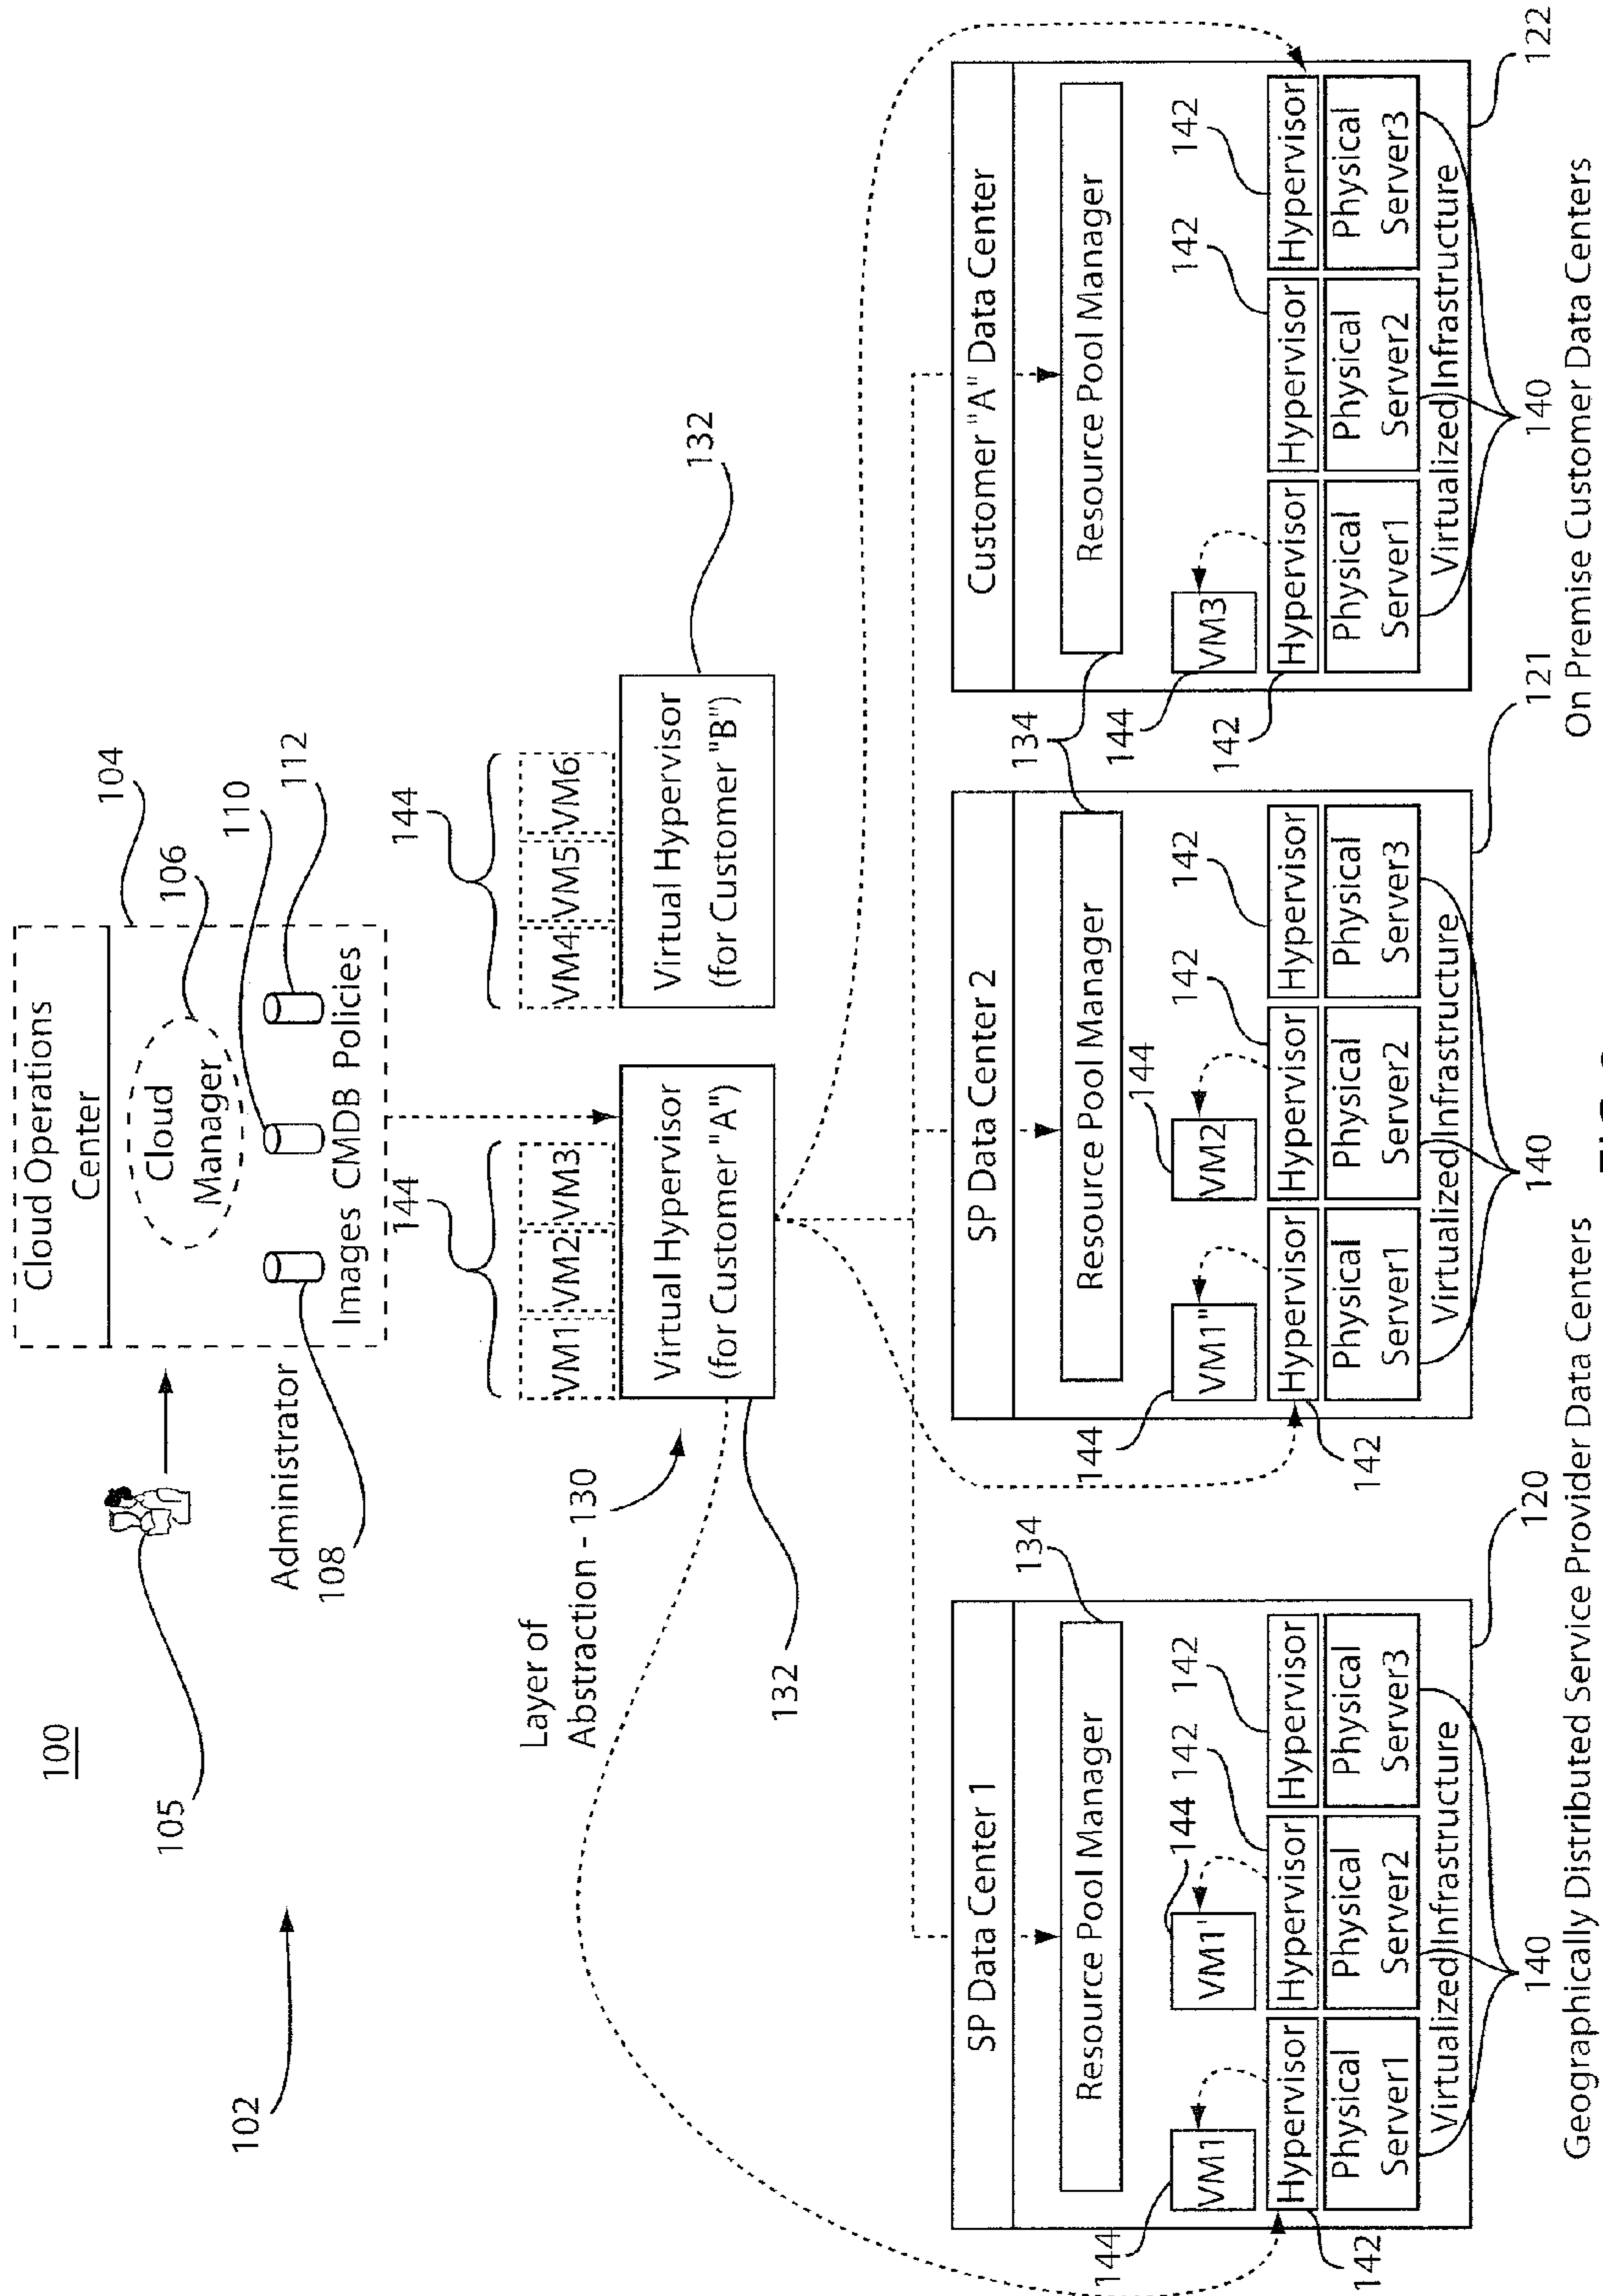 100
102
105
Administrator
108
Cloud Operations
Center
Cloud
Manager
Images CMDB Policies
104
106
110
112
Layer of
Abstraction - 130
144
VM1 VM2 VM3
Virtual Hypervisor
(for Customer "A")
132
144
VM4 VM5 VM6
Virtual Hypervisor
(for Customer "B")
132
SP Data Center 1
Resource Pool Manager
134
144
VM1
144
VM1'
142
142
142
Hypervisor Hypervisor Hypervisor
Physical Server1
Physical Server2
Physical Server3
Virtualized Infrastructure
140
120
SP Data Center 2
Resource Pool Manager
134
144
VM1"
144
VM2
142
142
142
Hypervisor Hypervisor Hypervisor
Physical Server1
Physical Server2
Physical Server3
Virtualized Infrastructure
140
121
Customer "A" Data Center
Resource Pool Manager
144
VM3
142
142
142
Hypervisor Hypervisor Hypervisor
Physical Server1
Physical Server2
Physical Server3
Virtualized Infrastructure
140
122
Geographically Distributed Service Provider Data Centers
On Premise Customer Data Centers